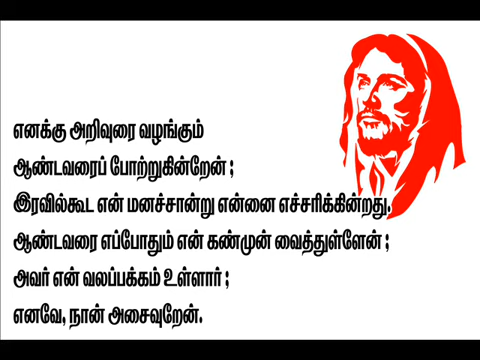 எனக்கு அறிவுரை வழங்கும்
ஆண்டவரைப் போற்றுகின்றேன் ;
இரவில்கூட என் மனச்சான்று என்னை எச்சரிக்கின்றது.
ஆண்டவரை எப்போதும் என் கண்முன் வைத்துள்ளேன் ;
அவர் என் வலப்பக்கம் உள்ளார் ;
எனவே, நான் அசைவுறேன்.